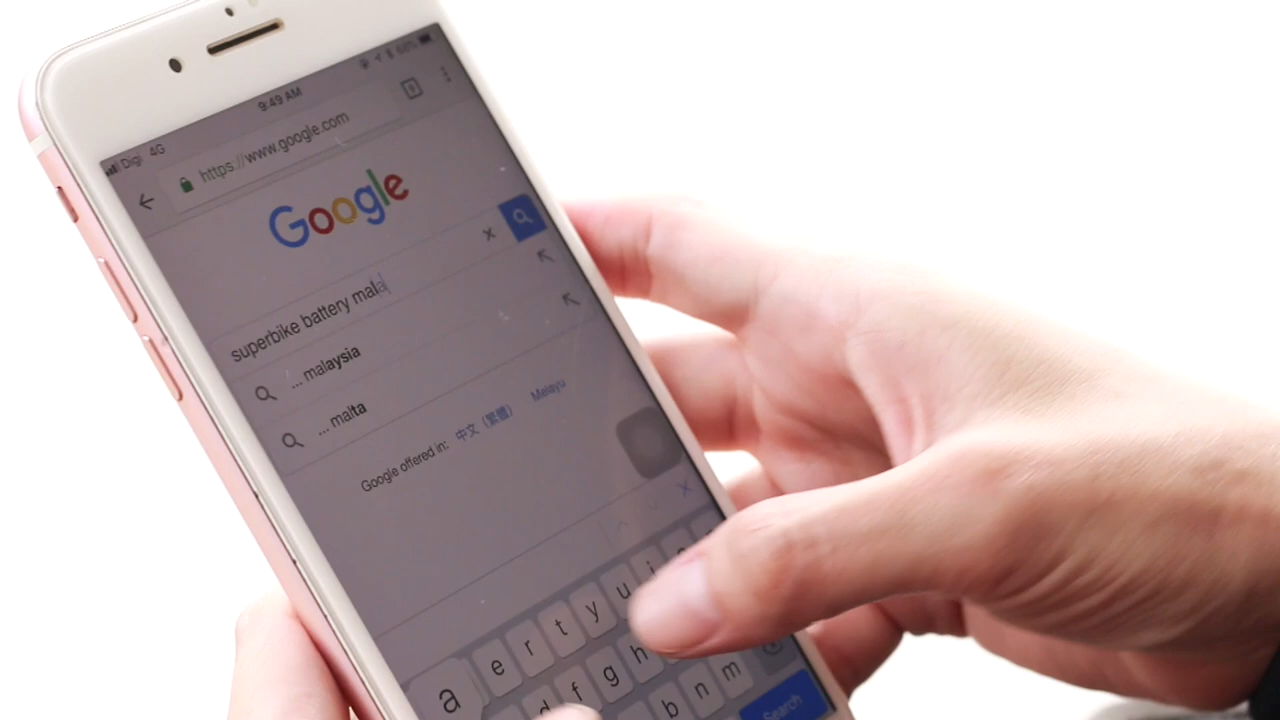 Digi 4G
9:49 AM
68%
https://www.google.com
Google
superbike battery mala
... malaysia
... malta
Google offered in: 中文 (繁體) Melayu
e r t y u i
a d f g h
b n m
Search